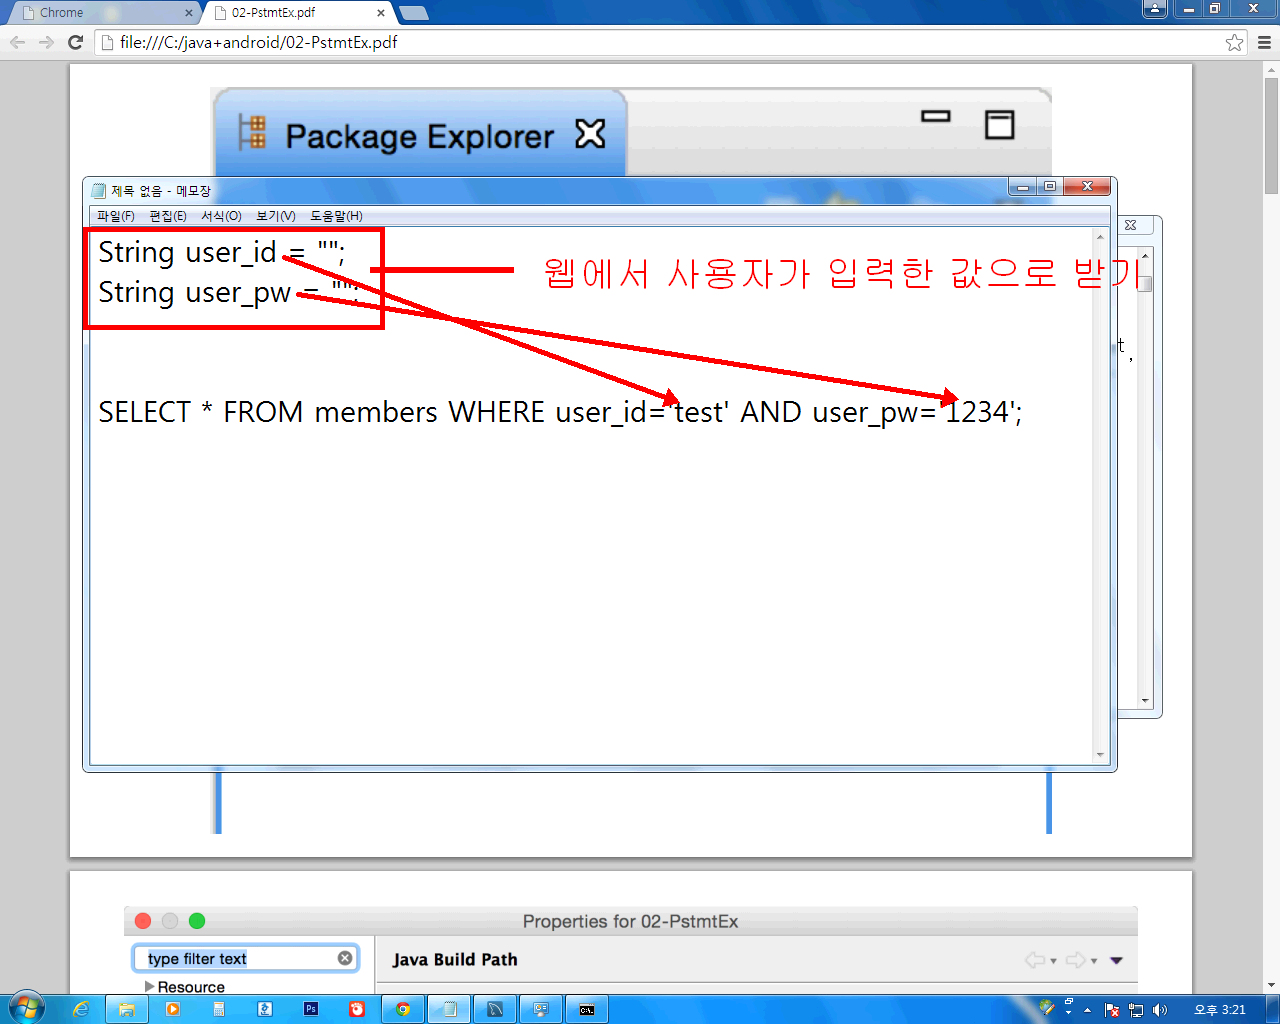 Chrome
02-PstmtEx.pdf
file:///C:/java+android/02-PstmtEx.pdf
Package Explorer
제목 없음 - 메모장
파일(F) 편집(E) 서식(O) 보기(V) 도움말(H)
String user_id = "";
웹에서 사용자가 입력한 값으로 받기
String user_pw = "";
t,
SELECT * FROM members WHERE user_id='test' AND user_pw='1234';
Properties for 02-PstmtEx
type filter text
Java Build Path
Resource
오후 3:21